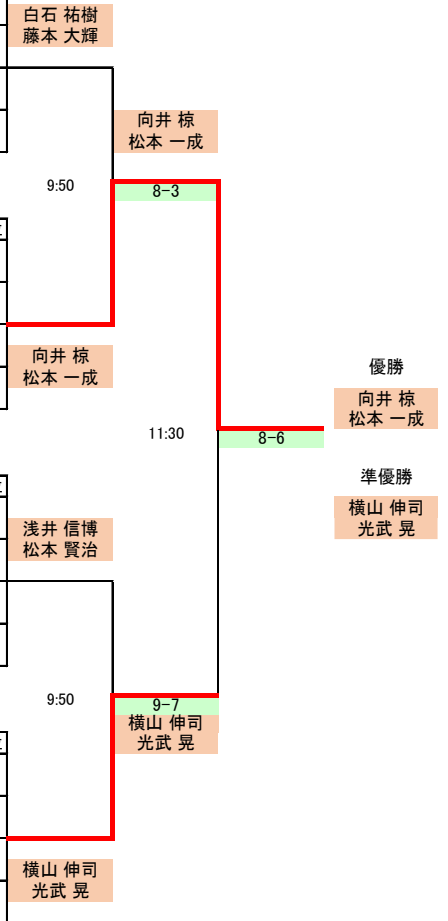 白石 祐樹
藤本 大輝
向井 椋
松本 一成
9:50
8-3
向井 椋
松本 一成
優勝
向井 椋
松本 一成
11:30
8-6
準優勝
横山 伸司
光武 晃
浅井 信博
松本 賢治
9:50
9-7
横山 伸司
光武 晃
横山 伸司
光武 晃